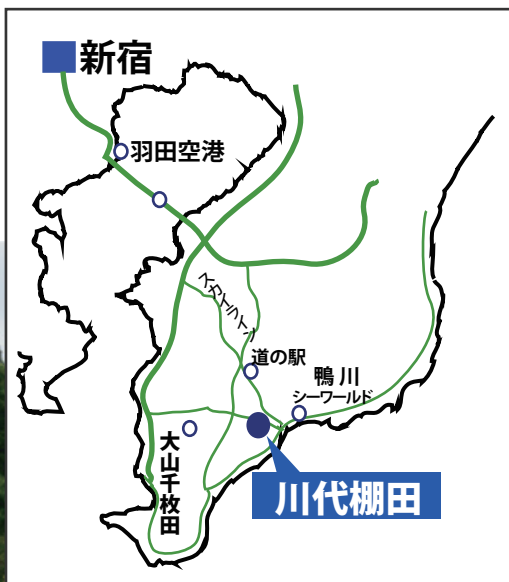 新宿
羽田空港
スカイライン
道の駅
鴨川
シーワールド
大山千枚田
川代棚田